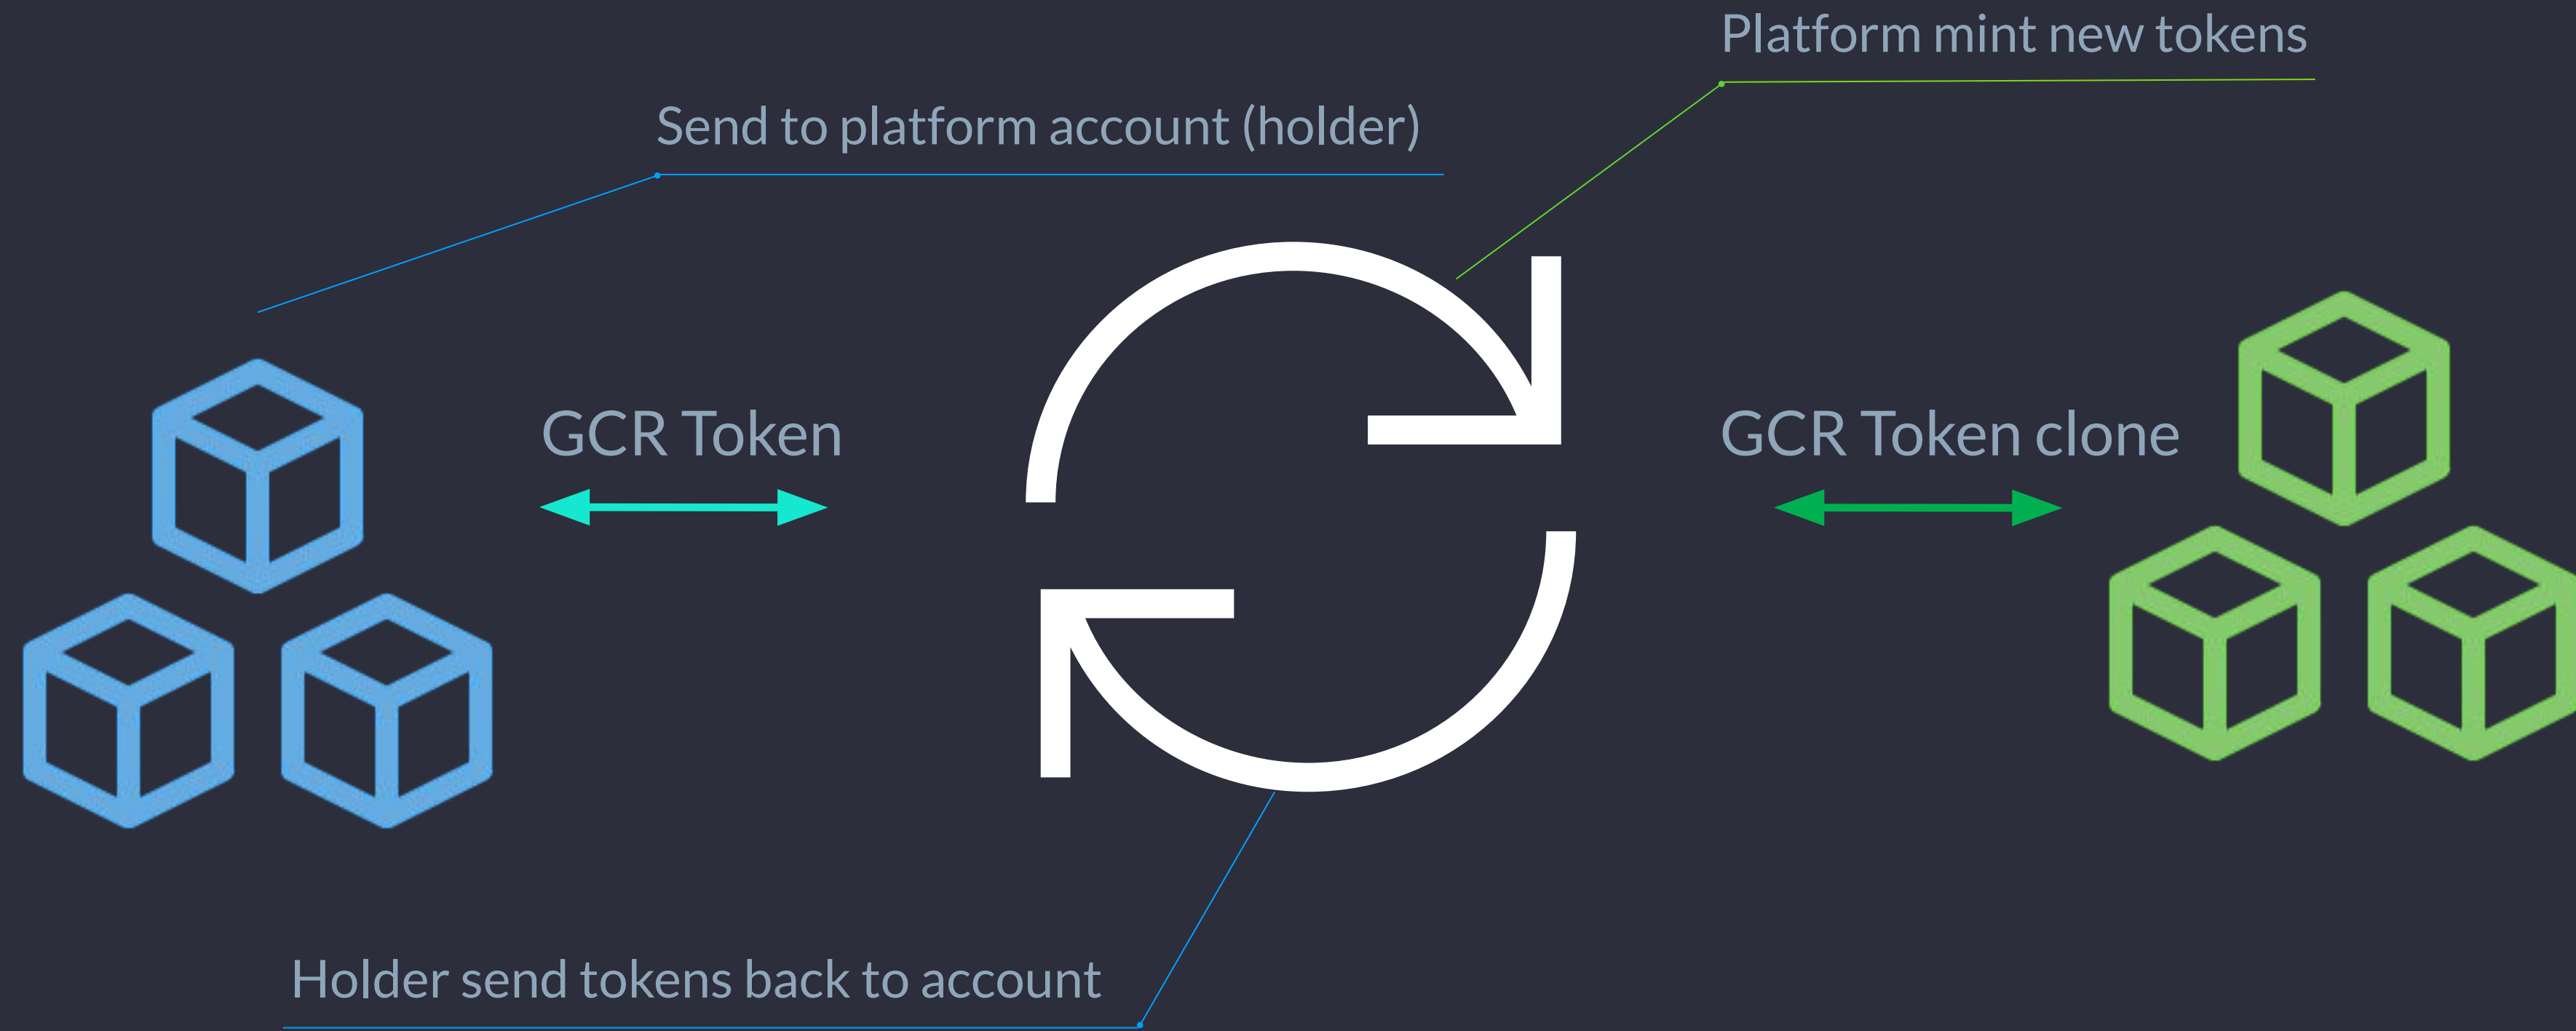 Platform mint new tokens
Send to platform account (holder)
GCR Token
GCR Token clone
Holder send tokens back to account